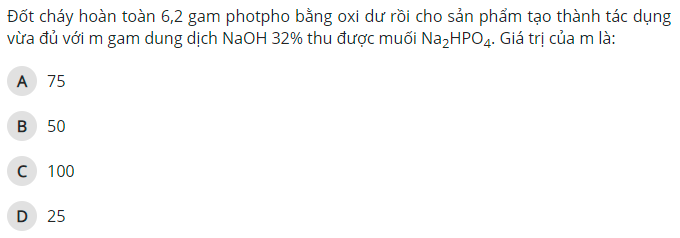 Đốt cháy hoàn toàn 6,2 gam photpho bằng oxi dư rồi cho sản phẩm tạo thành tác dụng
vừa đủ với m gam dung dịch NaOH 32% thu được muối Na₂HPO₄. Giá trị của m là:
A 75
B 50
C 100
D 25